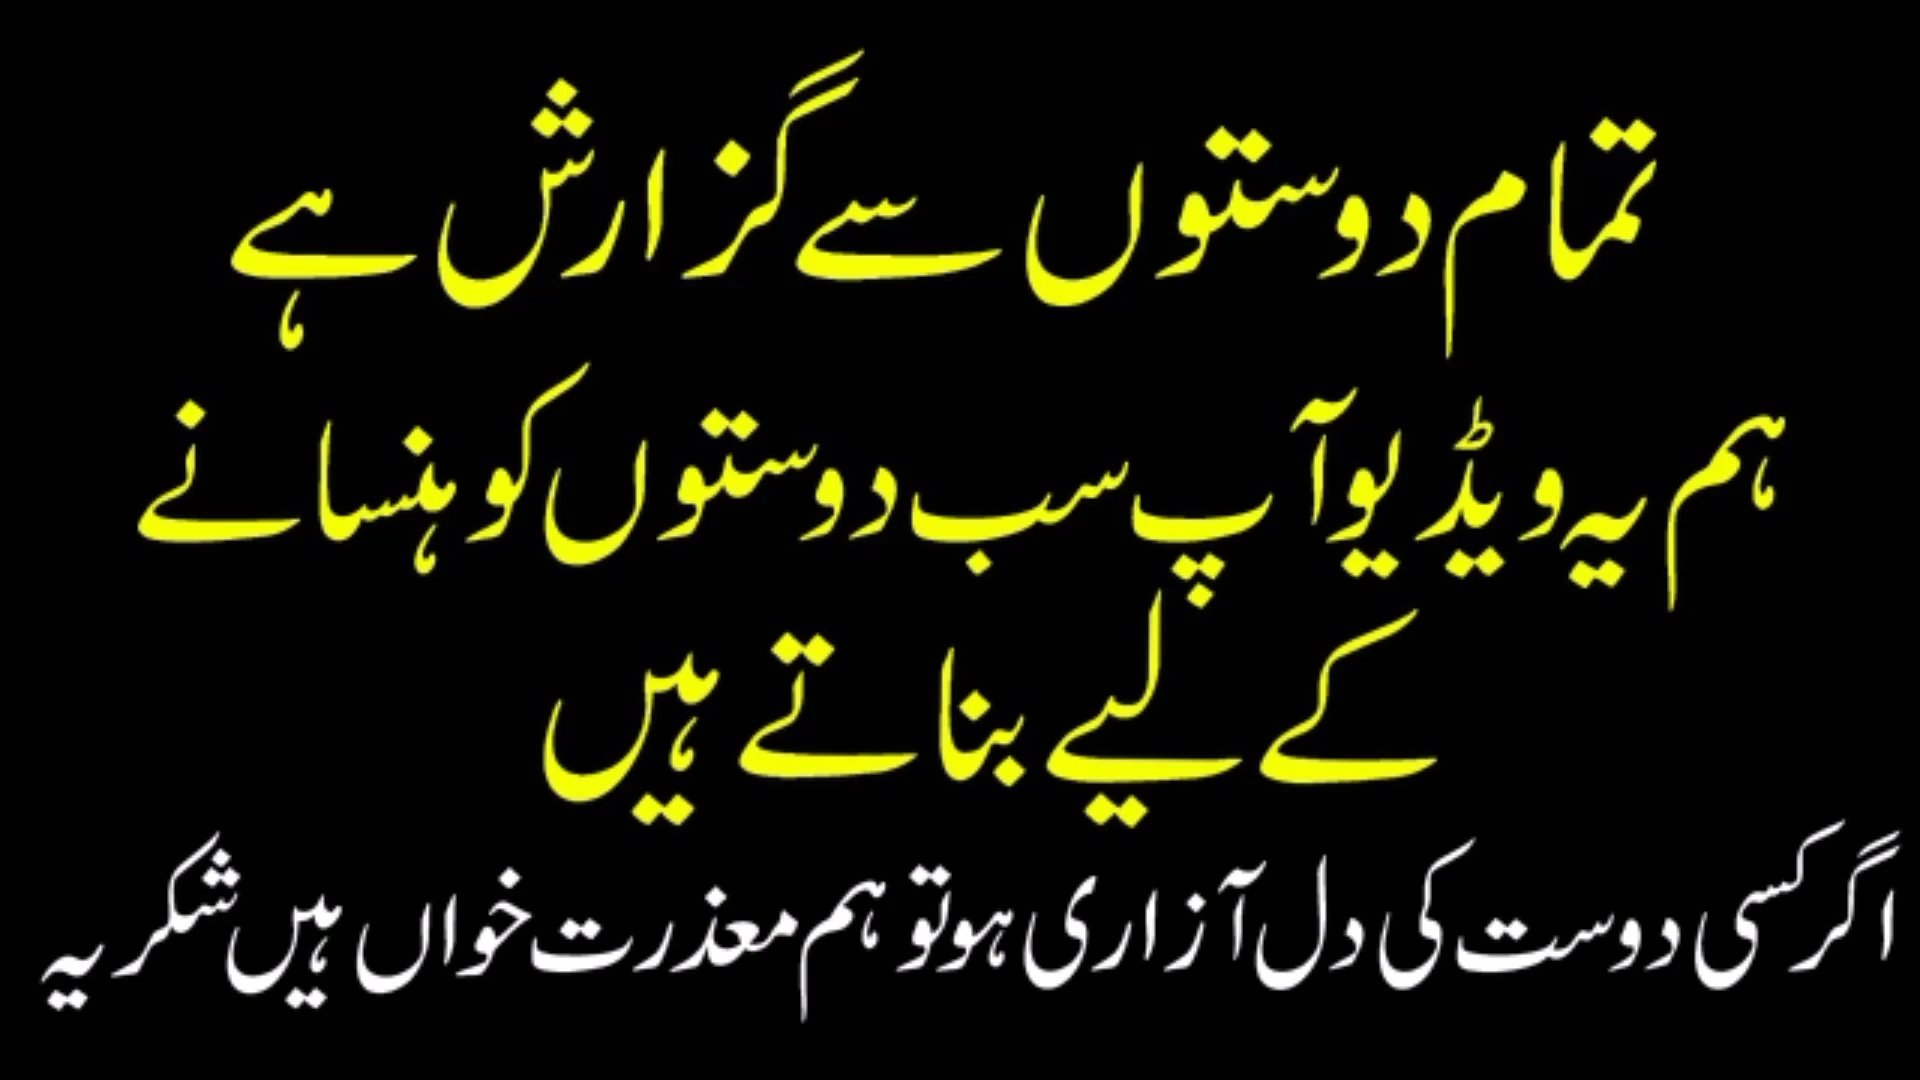 تمام دوستوں سے گزارش ہے
ہم یہ ویڈیو آپ سب دوستوں کو ہنسانے
کے لیے بناتے ہیں
اگر کسی دوست کی دل آزاری ہو تو ہم معذرت خواں ہیں شکریہ